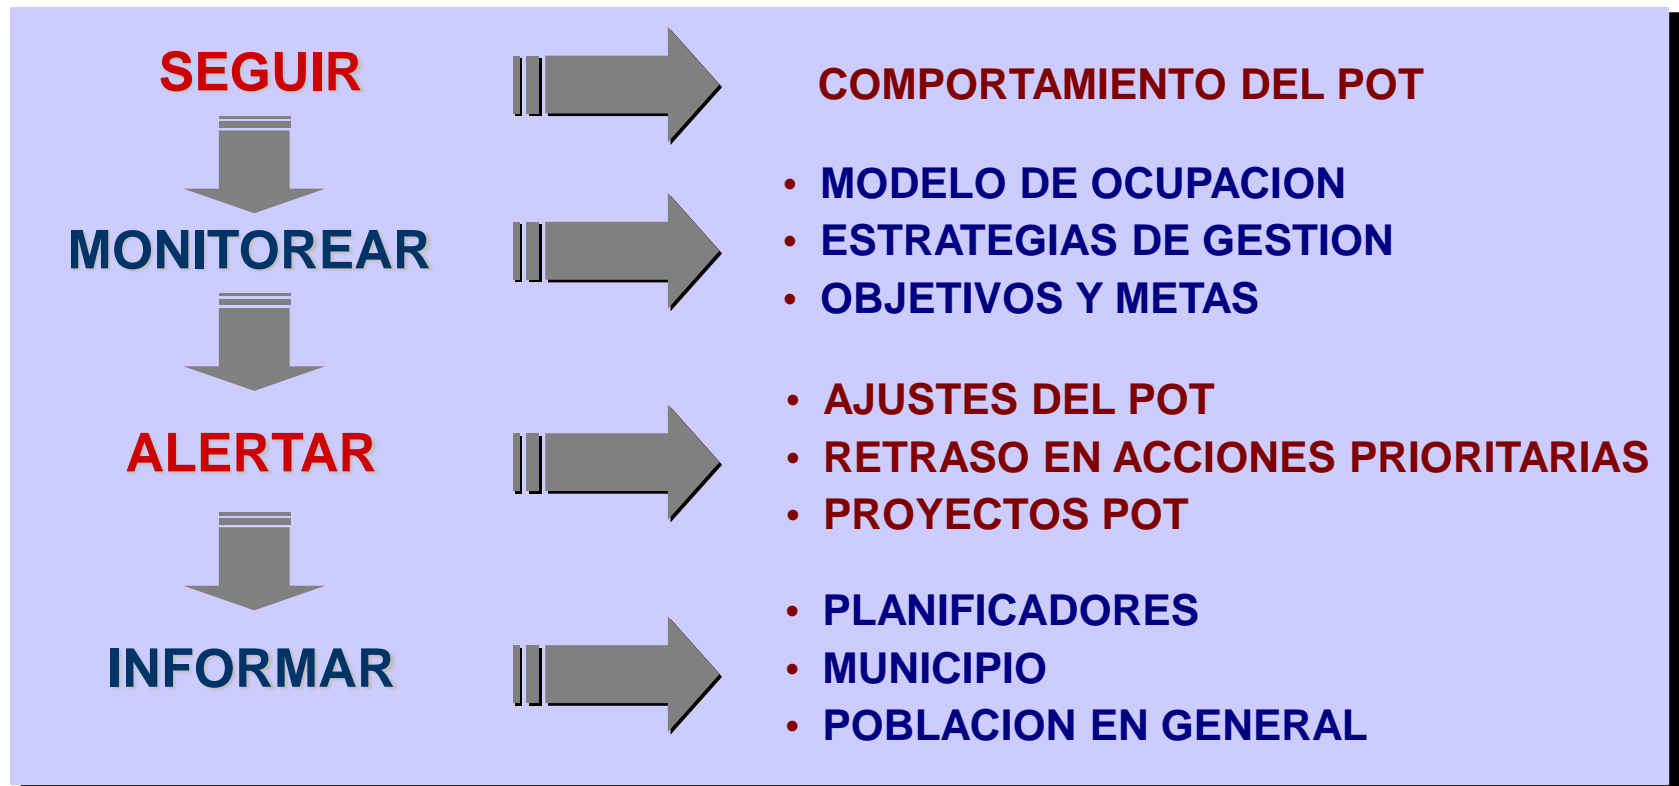 SEGUIR
COMPORTAMIENTO DEL POT
MONITOREAR
• MODELO DE OCUPACION
• ESTRATEGIAS DE GESTION
• OBJETIVOS Y METAS
ALERTAR
• AJUSTES DEL POT
• RETRASO EN ACCIONES PRIORITARIAS
• PROYECTOS POT
INFORMAR
• PLANIFICADORES
• MUNICIPIO
• POBLACION EN GENERAL